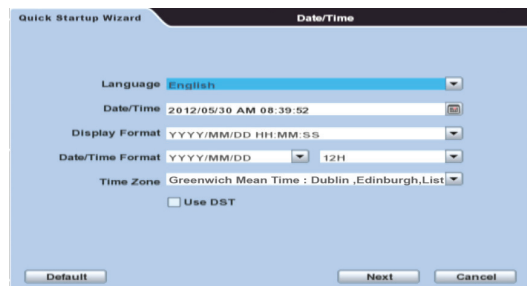 Quick Startup Wizard Date/Time
Language English
Date/Time 2012/05/30 AM 08:39:52
Display Format YYYY/MM/DD HH:MM:SS
Date/Time Format YYYY/MM/DD 12H
Time Zone Greenwich Mean Time : Dublin ,Edinburgh,List
Use DST
Default Next Cancel